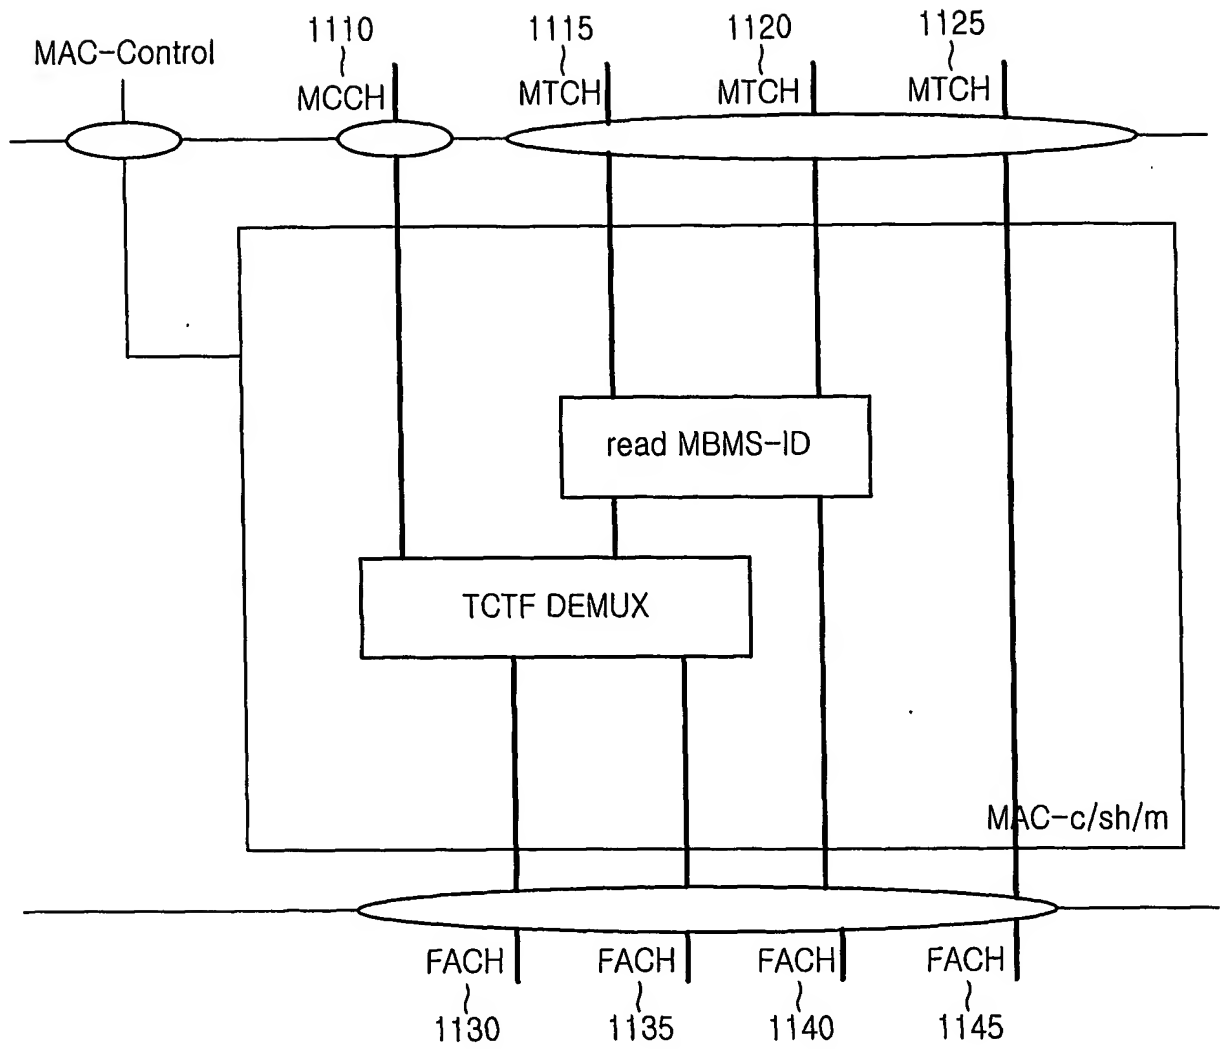 1110
1115
1120
1125
MAC-Control
MCCH
MTCH
MTCH
MTCH
read MBMS-ID
TCTF DEMUX
MAC-c/sh/m
FACH
FACH
FACH
FACH
1130
1135
1140
1145